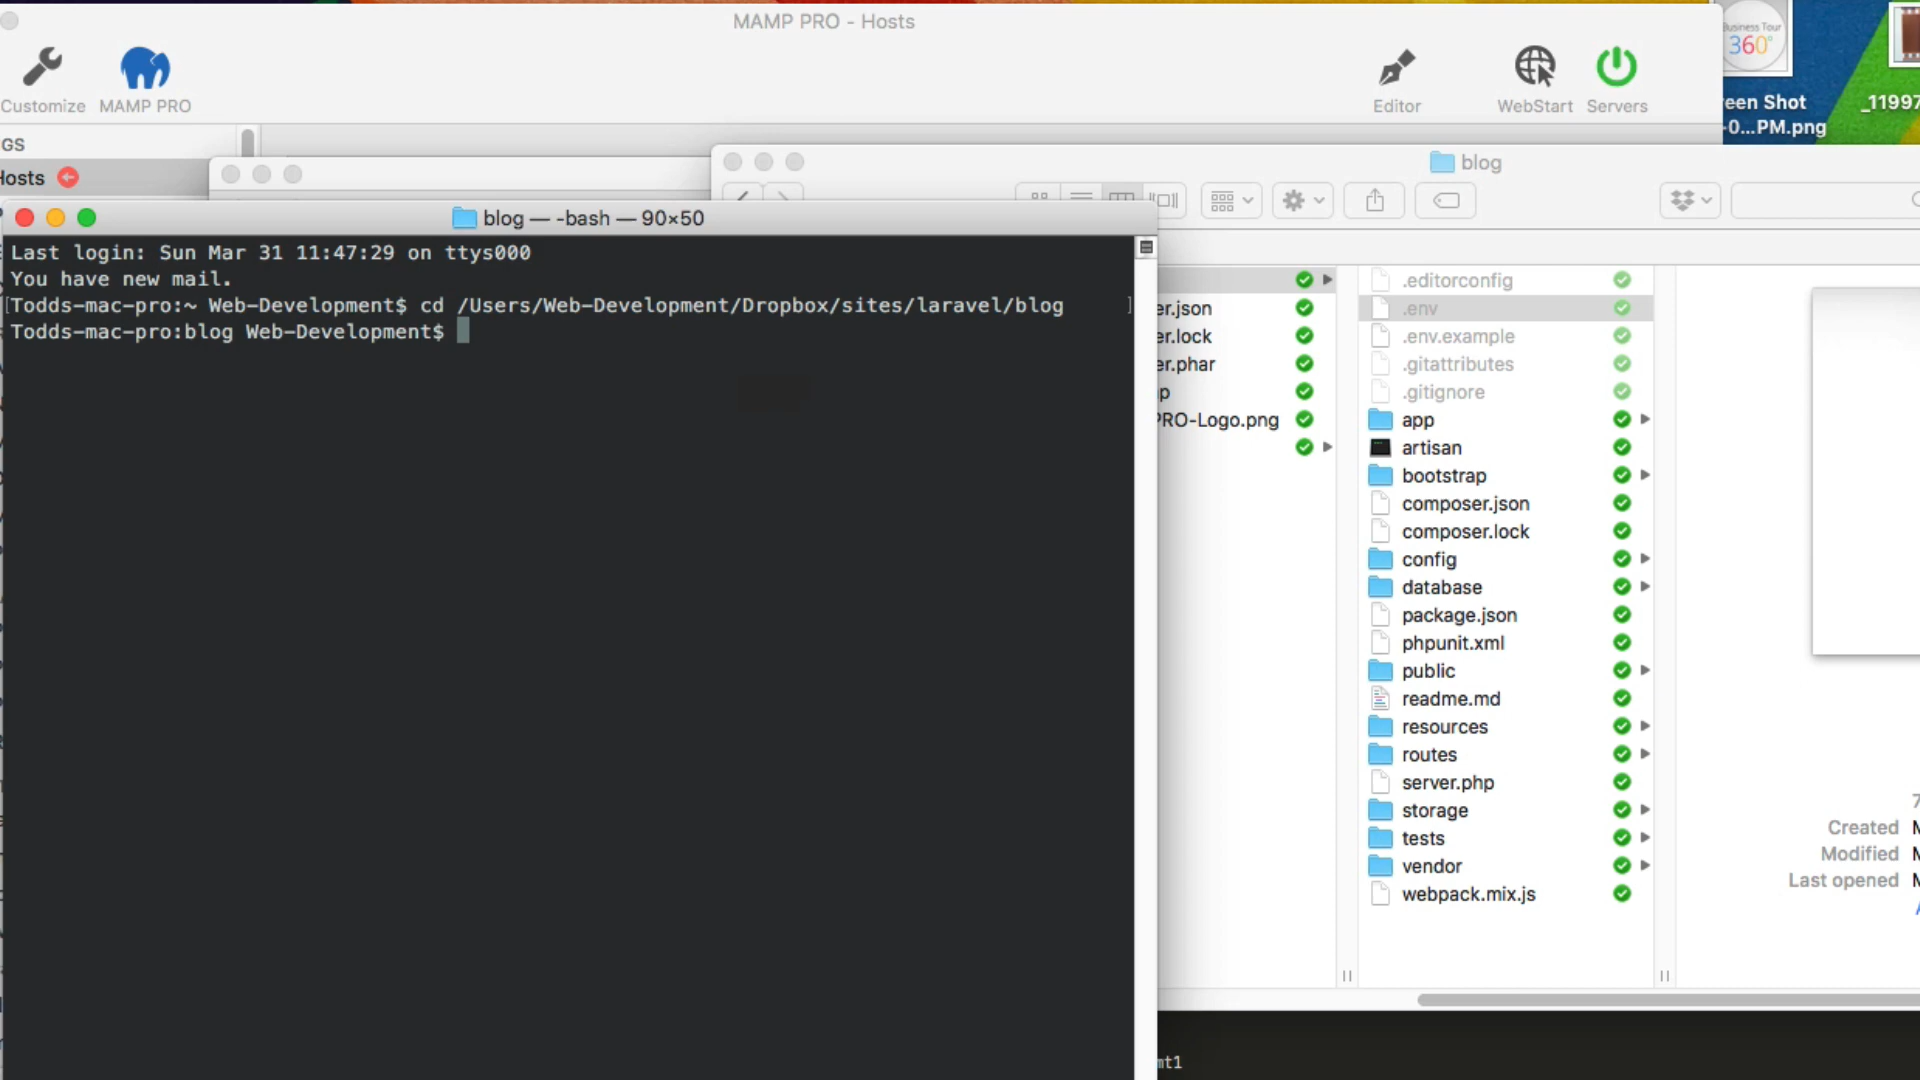 MAMP PRO - Hosts
Customize
MAMP PRO
Editor
WebStart
Servers
Business Tour
360°
een Shot
-0...PM.png
_11997
GS
Hosts
blog
blog — -bash — 90×50
Last login: Sun Mar 31 11:47:29 on ttys000
You have new mail.
[Todds-mac-pro:~ Web-Development$ cd /Users/Web-Development/Dropbox/sites/laravel/blog ]
Todds-mac-pro:blog Web-Development$
er.json
er.lock
er.phar
p
PRO-Logo.png
.editorconfig
.env
.env.example
.gitattributes
.gitignore
app
artisan
bootstrap
composer.json
composer.lock
config
database
package.json
phpunit.xml
public
readme.md
resources
routes
server.php
storage
tests
vendor
webpack.mix.js
7
Created M
Modified M
Last opened M
mt1